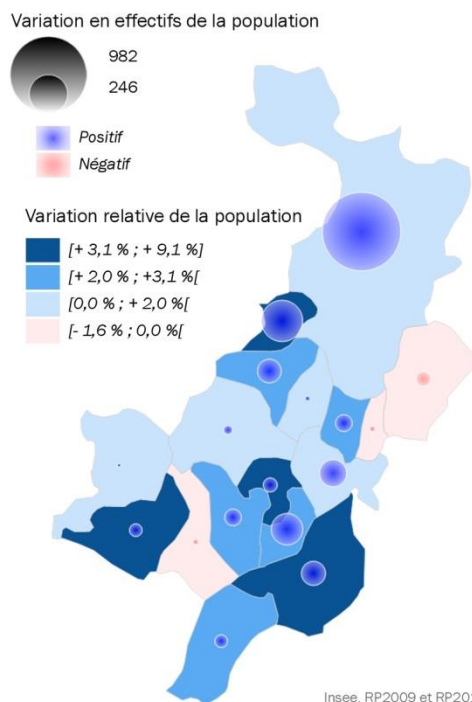 Variation en effectifs de la population
982
246
Positif
Négatif
Variation relative de la population
[+ 3,1 % ; + 9,1 %]
[+ 2,0 % ; +3,1 %[
[0,0 % ; + 2,0 %[
[- 1,6 % ; 0,0 %[
Insee, RP2009 et